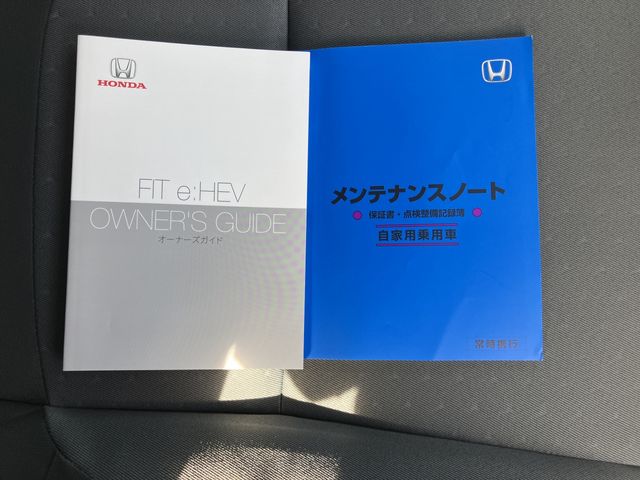 HONDA
FIT e:HEV
OWNER'S GUIDE
オーナーズガイド
メンテナンスノート
保証書・点検整備記録簿
自家用乗用車
常時携行